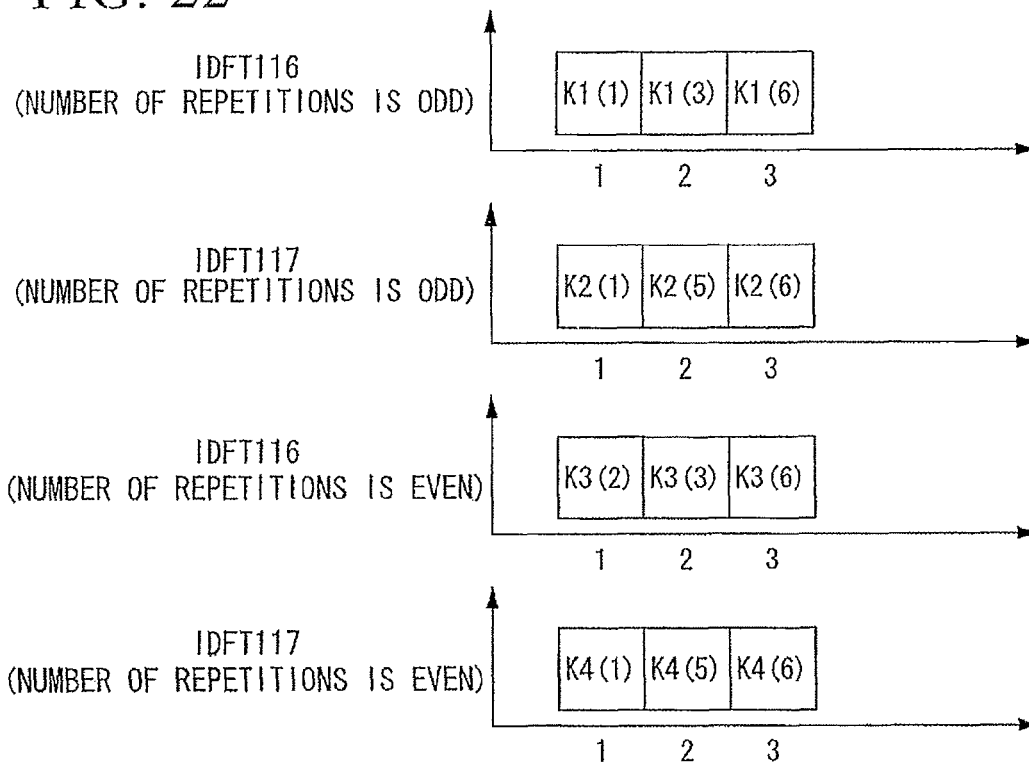 FIG. 22
IDFT116
(NUMBER OF REPETITIONS IS ODD)
K1(1) K1(3) K1(6)
1 2 3
IDFT117
(NUMBER OF REPETITIONS IS ODD)
K2(1) K2(5) K2(6)
1 2 3
IDFT116
(NUMBER OF REPETITIONS IS EVEN)
K3(2) K3(3) K3(6)
1 2 3
IDFT117
(NUMBER OF REPETITIONS IS EVEN)
K4(1) K4(5) K4(6)
1 2 3